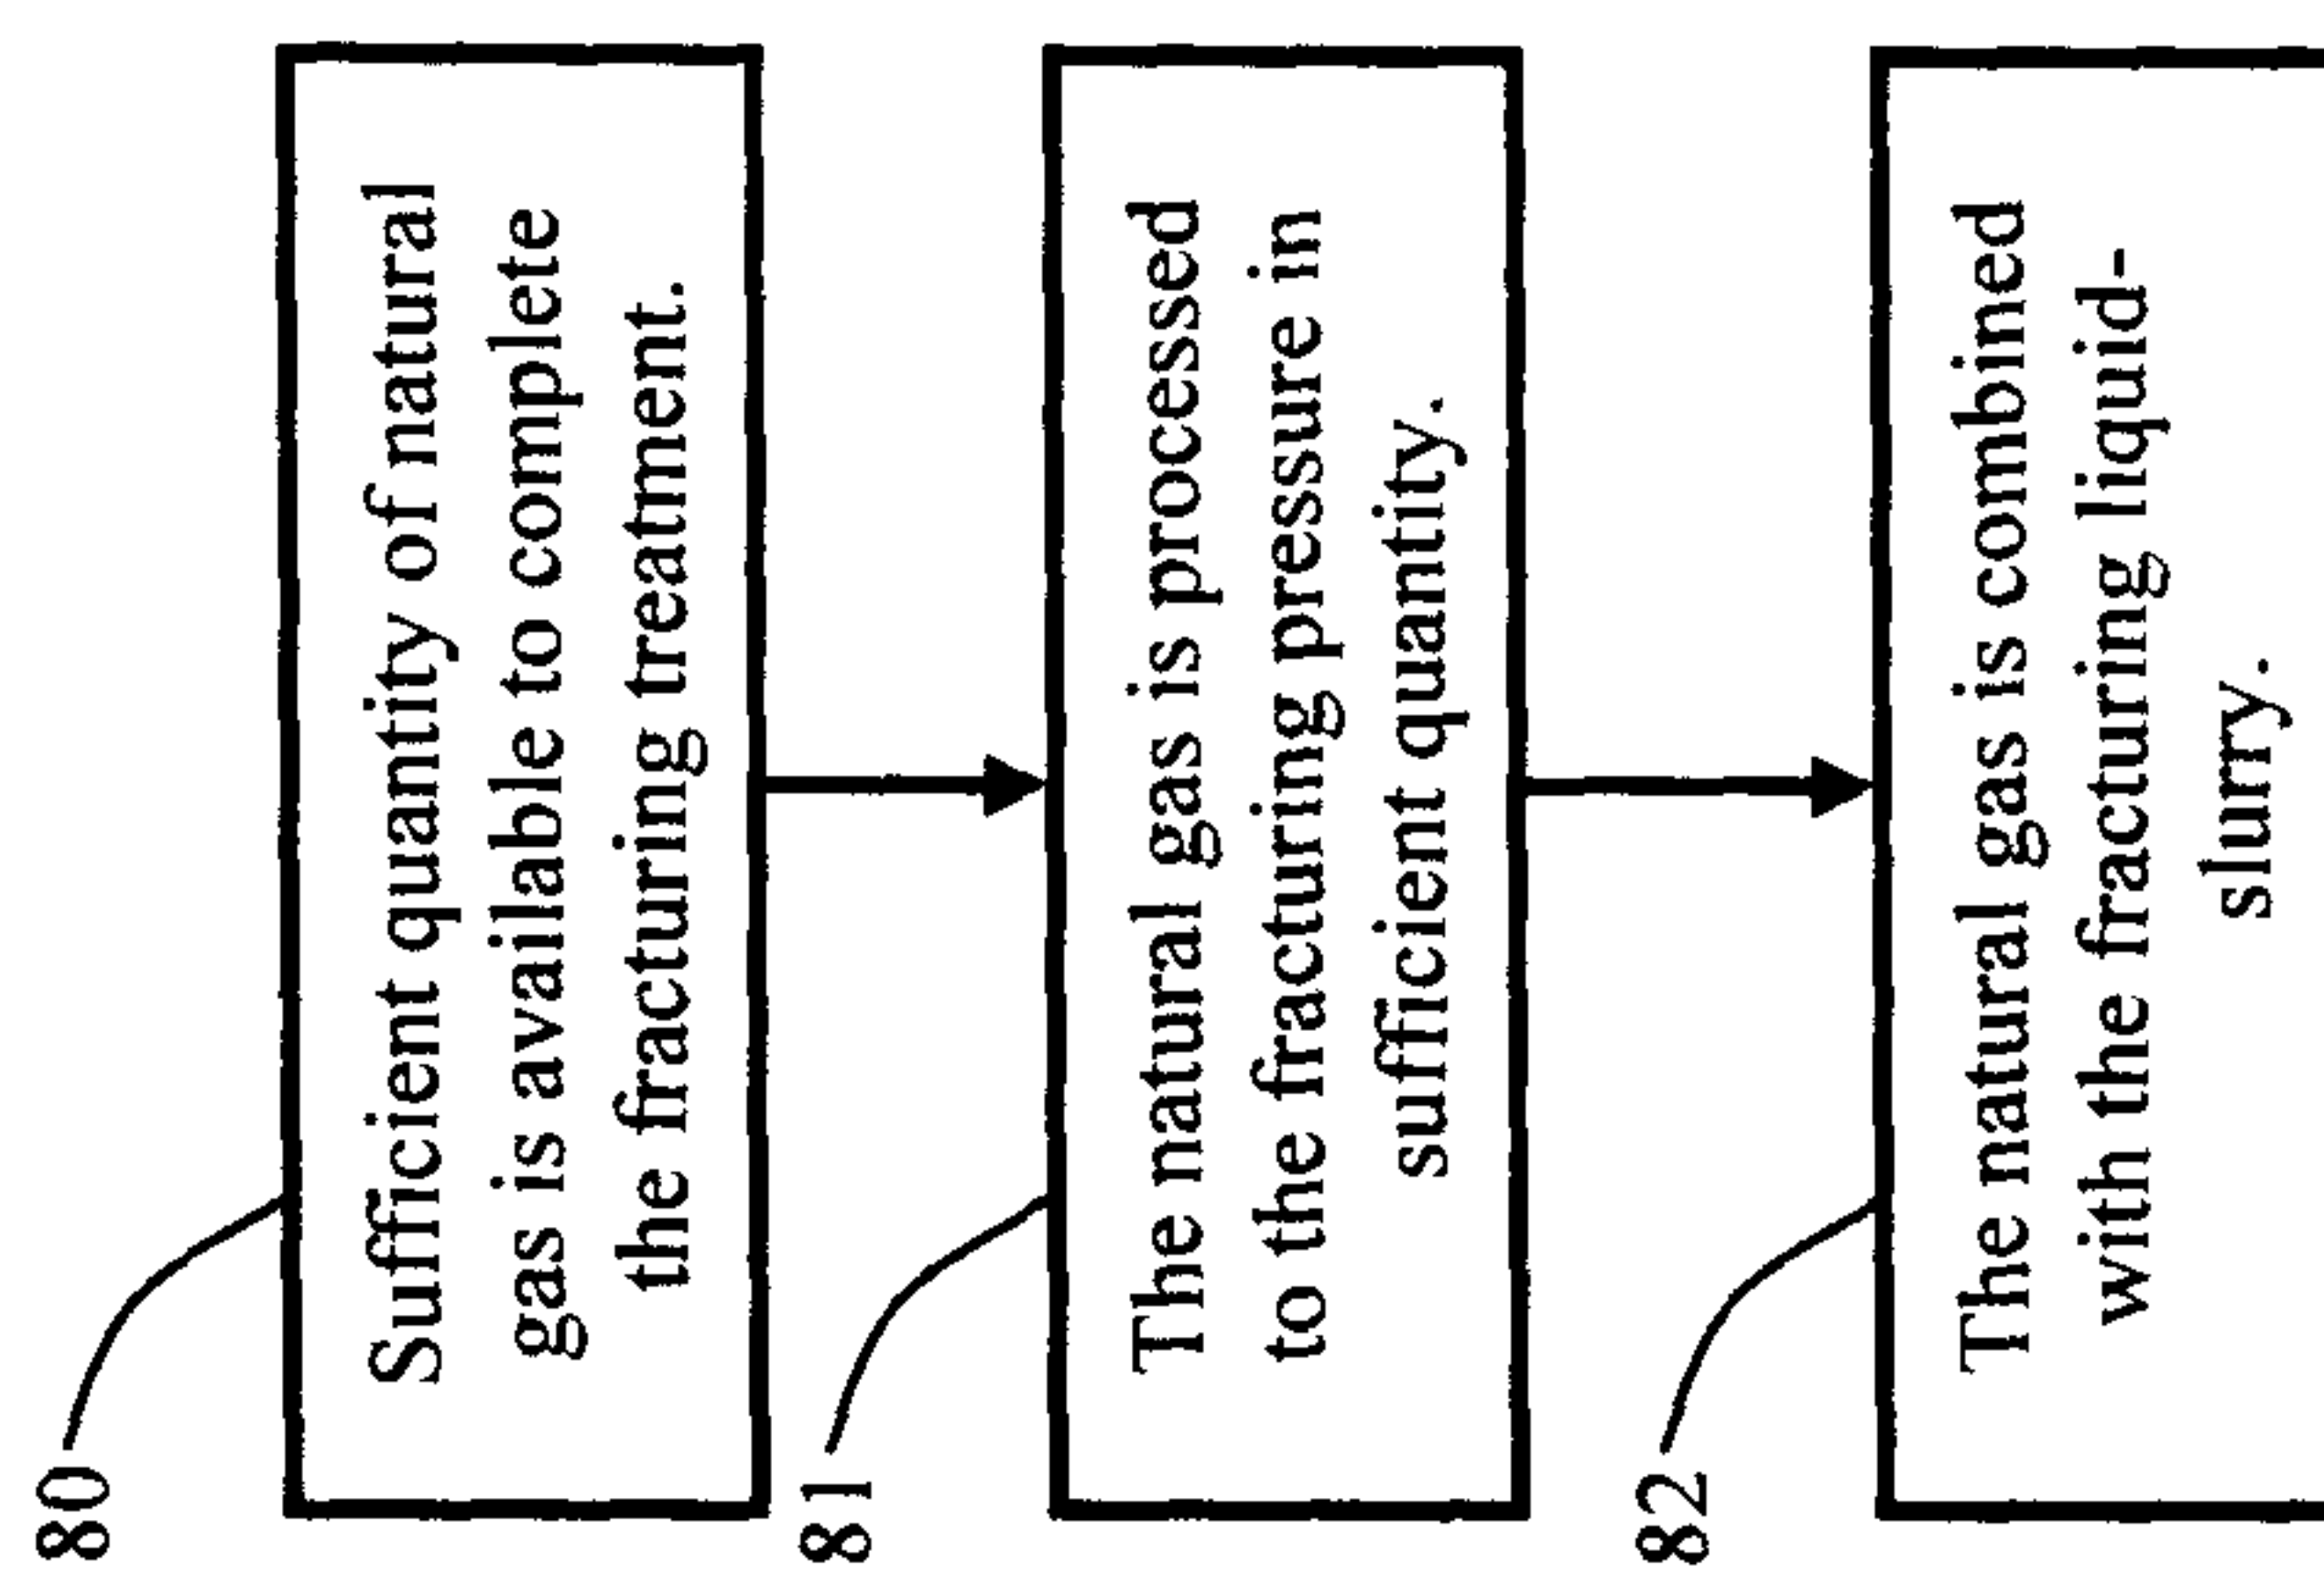 80
Sufficient quantity of natural
gas is available to complete
the fracturing treatment.
81
The natural gas is processed
to the fracturing pressure in
sufficient quantity.
82
The natural gas is combined
with the fracturing liquid-
slurry.